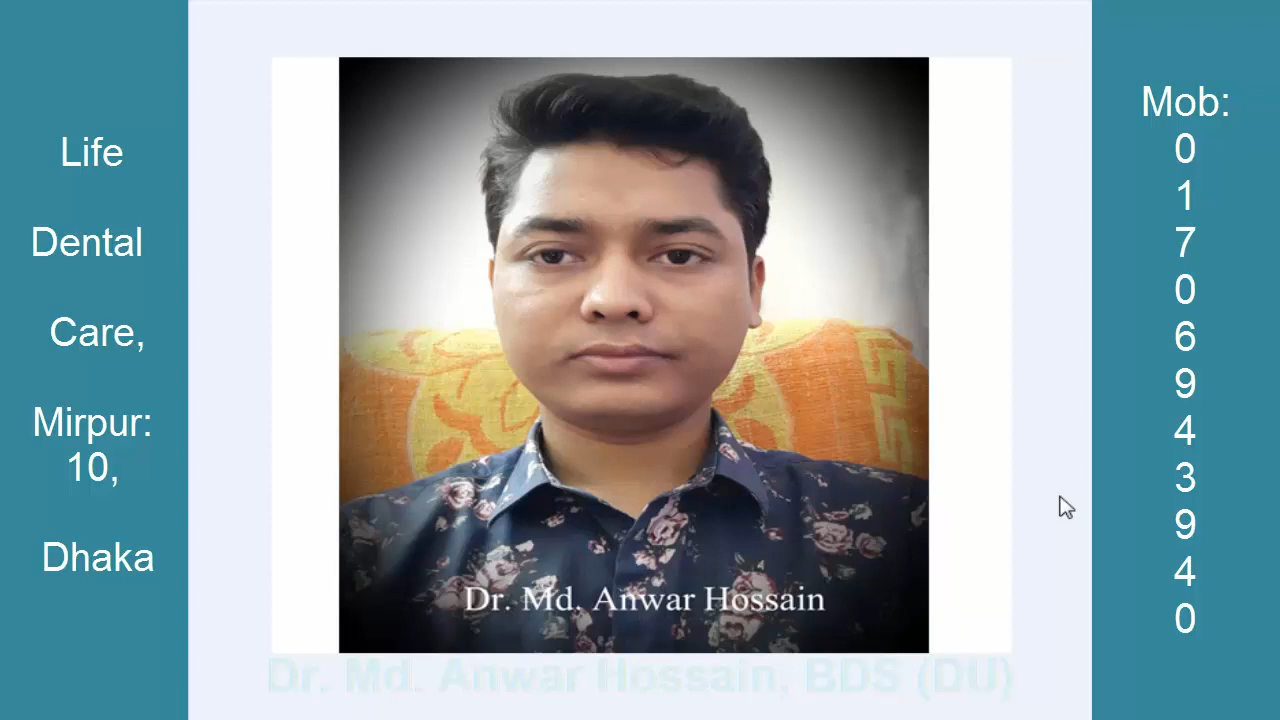 Life
Dental
Care,
Mirpur:
10,
Dhaka
Dr. Md. Anwar Hossain
Dr. Md. Anwar Hossain, BDS (DU)
Mob:
0
1
7
0
6
9
4
3
9
4
0